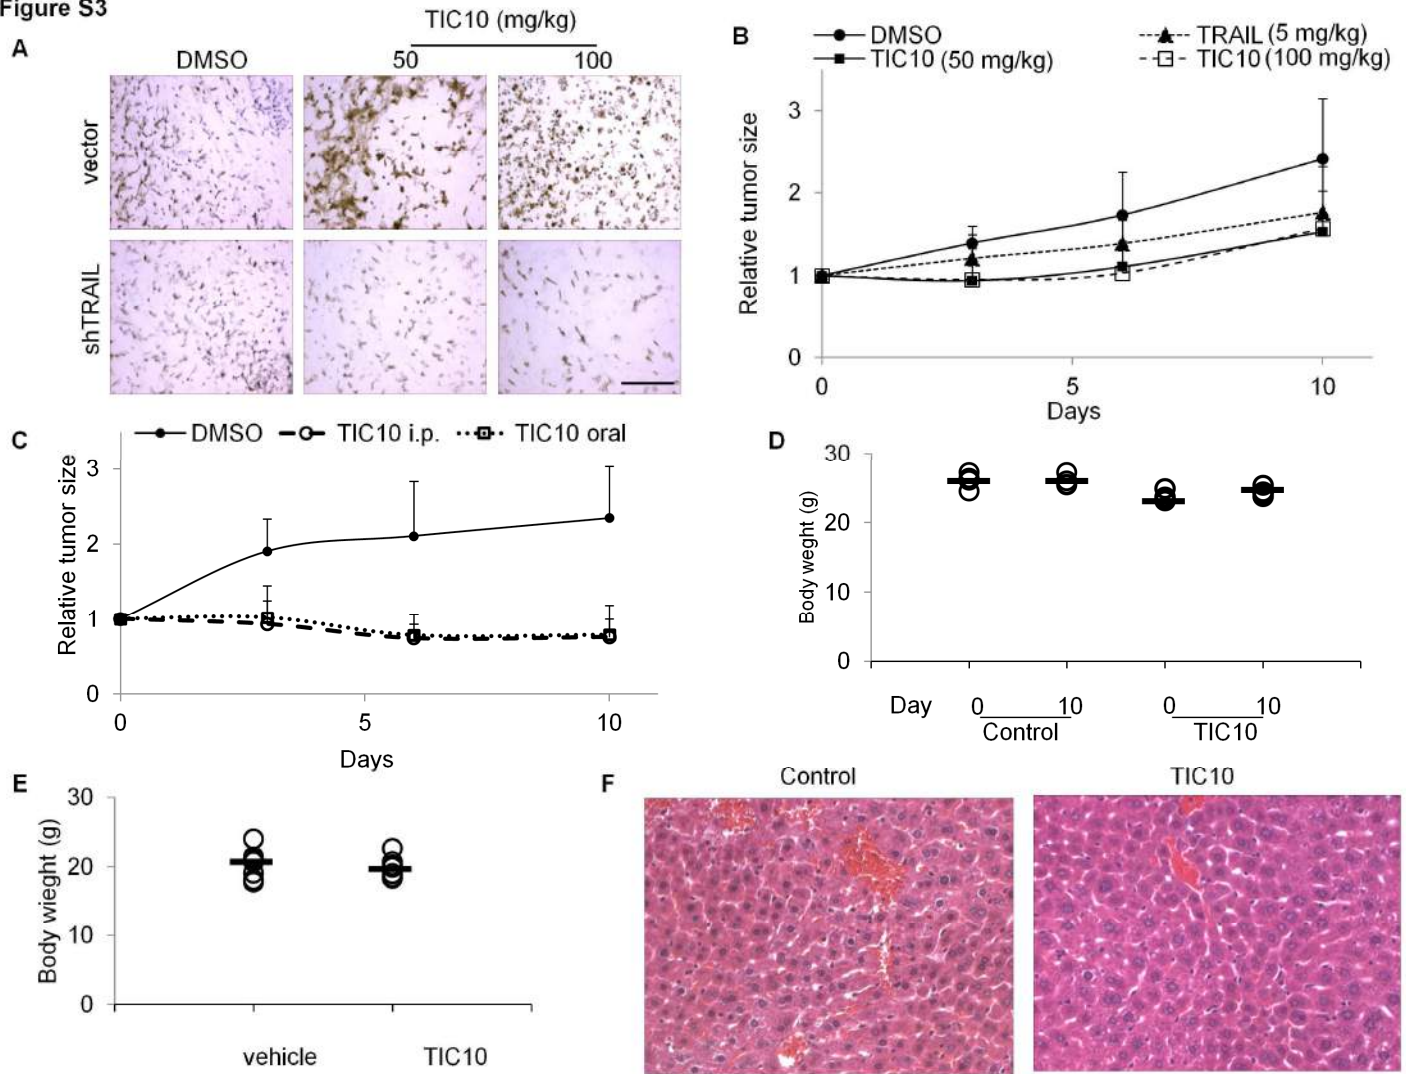 Figure S3
A
TIC10 (mg/kg)
DMSO 50 100
vector
shTRAIL
B
DMSO TRAIL (5 mg/kg)
TIC10 (50 mg/kg) TIC10 (100 mg/kg)
Relative tumor size
3
2
1
0
0 5 10
Days
C
DMSO TIC10 i.p. TIC10 oral
Relative tumor size
3
2
1
0
0 5 10
Days
D
Body weght (g)
30
20
10
0
Day 0 10 0 10
Control TIC10
E
Body wieght (g)
30
20
10
0
vehicle TIC10
F
Control TIC10